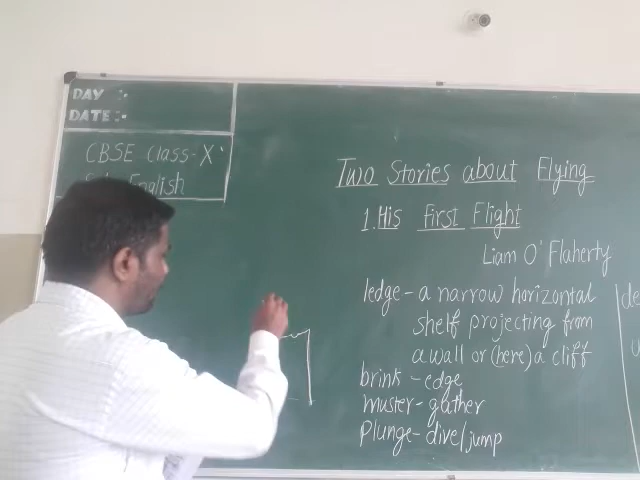 DAY :-
DATE :-
CBSE Class-X
English
Two Stories about Flying
1. His First Flight
Liam O' Flaherty
ledge - a narrow horizontal
shelf projecting from
a wall or (here) a cliff
brink - edge
muster - gather
Plunge - dive/jump
de